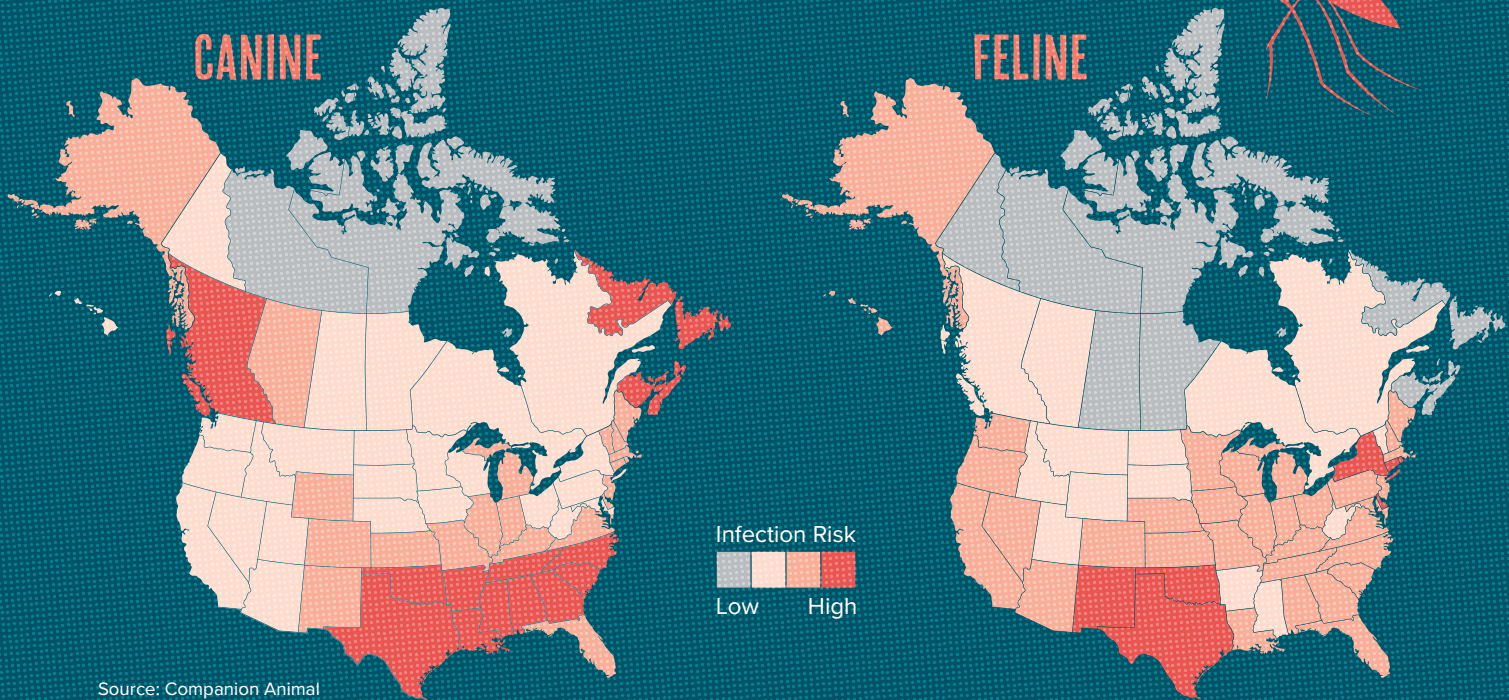 CANINE
FELINE
Infection Risk
Low High
Source: Companion Animal